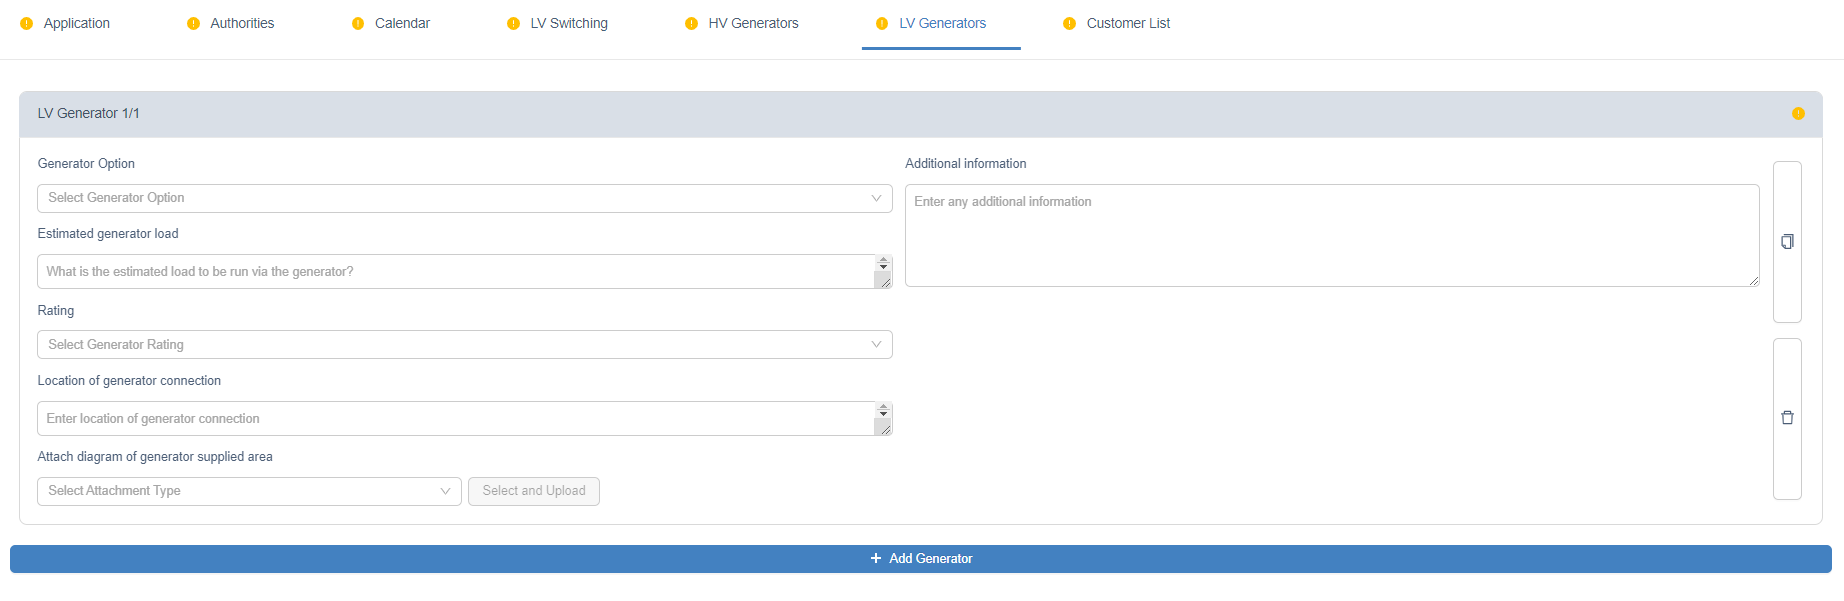 Application Authorities Calendar LV Switching HV Generators LV Generators Customer List
LV Generator 1/1
Generator Option
Select Generator Option
Estimated generator load
What is the estimated load to be run via the generator?
Rating
Select Generator Rating
Location of generator connection
Enter location of generator connection
Attach diagram of generator supplied area
Select Attachment Type Select and Upload
Additional information
Enter any additional information
+ Add Generator